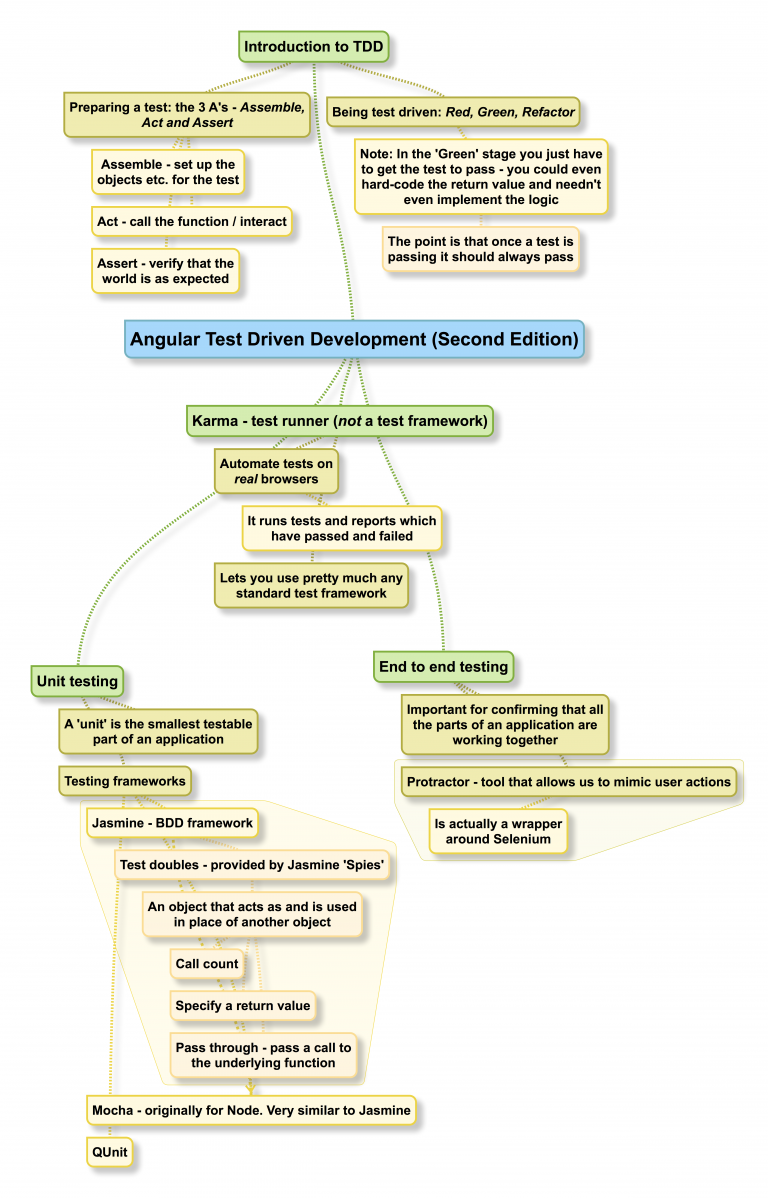 Introduction to TDD
Preparing a test: the 3 A's - Assemble,
Act and Assert
Assemble - set up the
objects etc. for the test
Act - call the function / interact
Assert - verify that the
world is as expected
Being test driven: Red, Green, Refactor
Note: In the 'Green' stage you just have
to get the test to pass - you could even
hard-code the return value and needn't
even implement the logic
The point is that once a test is
passing it should always pass
Angular Test Driven Development (Second Edition)
Karma - test runner (not a test framework)
Automate tests on
real browsers
It runs tests and reports which
have passed and failed
Lets you use pretty much any
standard test framework
Unit testing
A 'unit' is the smallest testable
part of an application
Testing frameworks
Jasmine - BDD framework
Test doubles - provided by Jasmine 'Spies'
An object that acts as and is used
in place of another object
Call count
Specify a return value
Pass through - pass a call to
the underlying function
Mocha - originally for Node. Very similar to Jasmine
QUnit
End to end testing
Important for confirming that all
the parts of an application are
working together
Protractor - tool that allows us to mimic user actions
Is actually a wrapper
around Selenium